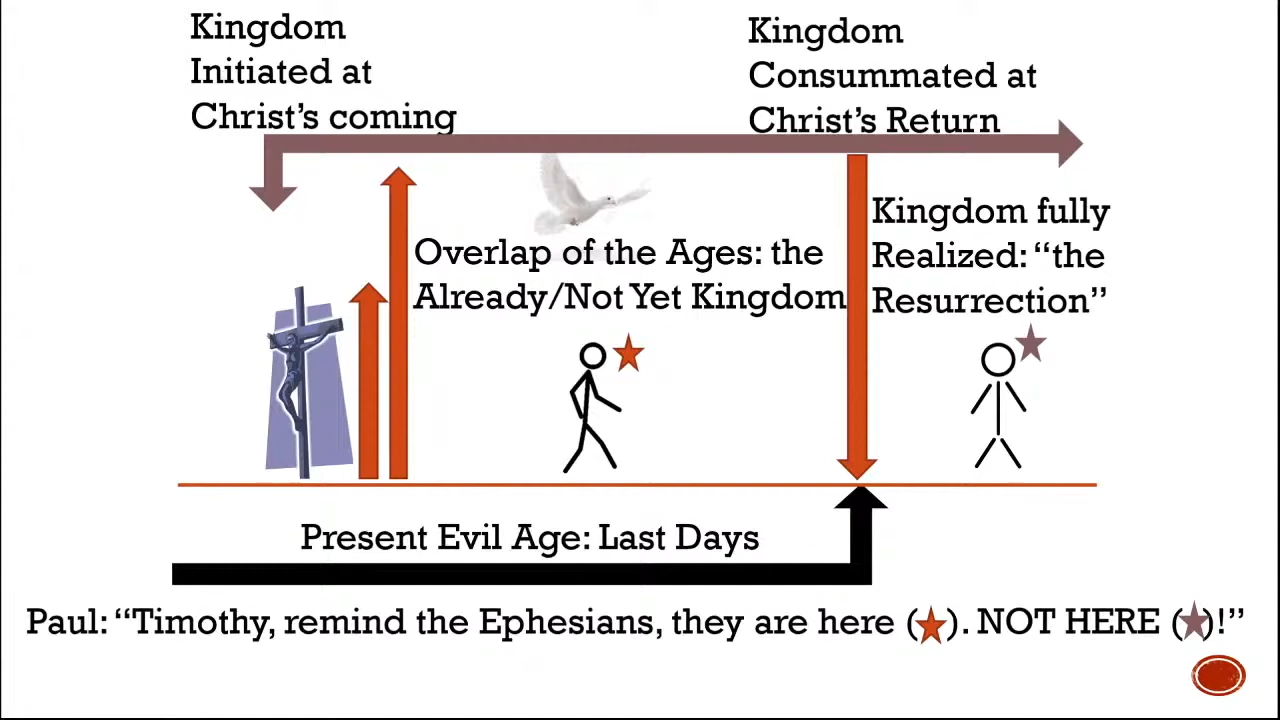 Kingdom
Initiated at
Christ’s coming
Kingdom
Consummated at
Christ’s Return
Overlap of the Ages: the
Already/Not Yet Kingdom
Kingdom fully
Realized: “the
Resurrection”
Present Evil Age: Last Days
Paul: “Timothy, remind the Ephesians, they are here (★). NOT HERE (★)!”